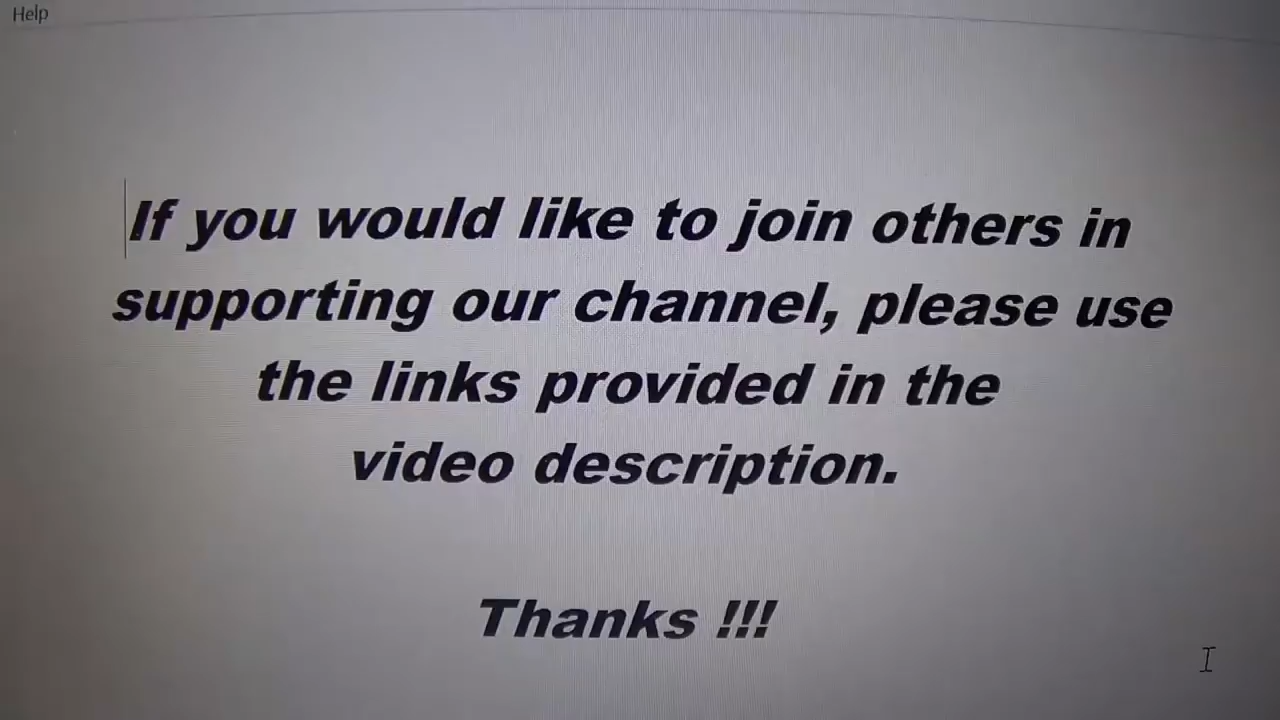 Help
If you would like to join others in
supporting our channel, please use
the links provided in the
video description.
Thanks !!!